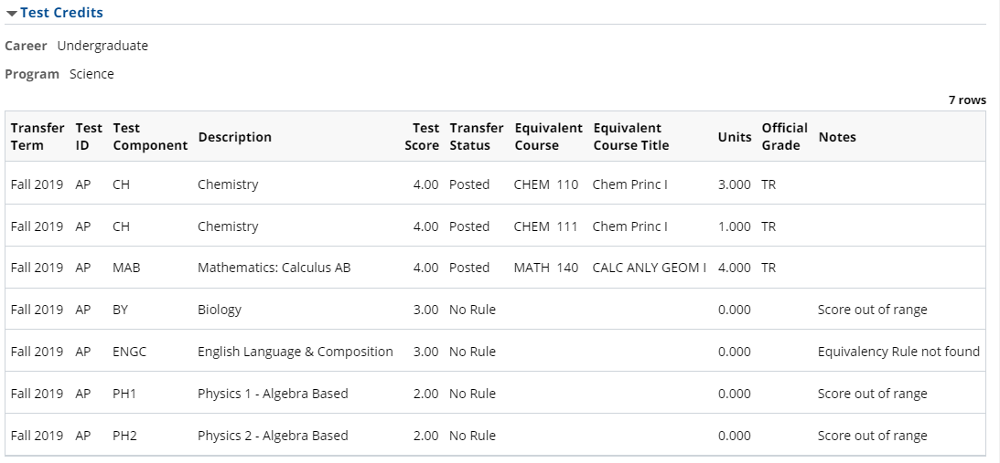 Test Credits
Career Undergraduate
Program Science
7 rows
Transfer Term Test ID Test Component Description Test Score Transfer Status Equivalent Course Equivalent Course Title Units Official Grade Notes
Fall 2019 AP CH Chemistry 4.00 Posted CHEM 110 Chem Princ I 3.000 TR
Fall 2019 AP CH Chemistry 4.00 Posted CHEM 111 Chem Princ I 1.000 TR
Fall 2019 AP MAB Mathematics: Calculus AB 4.00 Posted MATH 140 CALC ANLY GEOM I 4.000 TR
Fall 2019 AP BY Biology 3.00 No Rule 0.000 Score out of range
Fall 2019 AP ENGC English Language & Composition 3.00 No Rule 0.000 Equivalency Rule not found
Fall 2019 AP PH1 Physics 1 - Algebra Based 2.00 No Rule 0.000 Score out of range
Fall 2019 AP PH2 Physics 2 - Algebra Based 2.00 No Rule 0.000 Score out of range